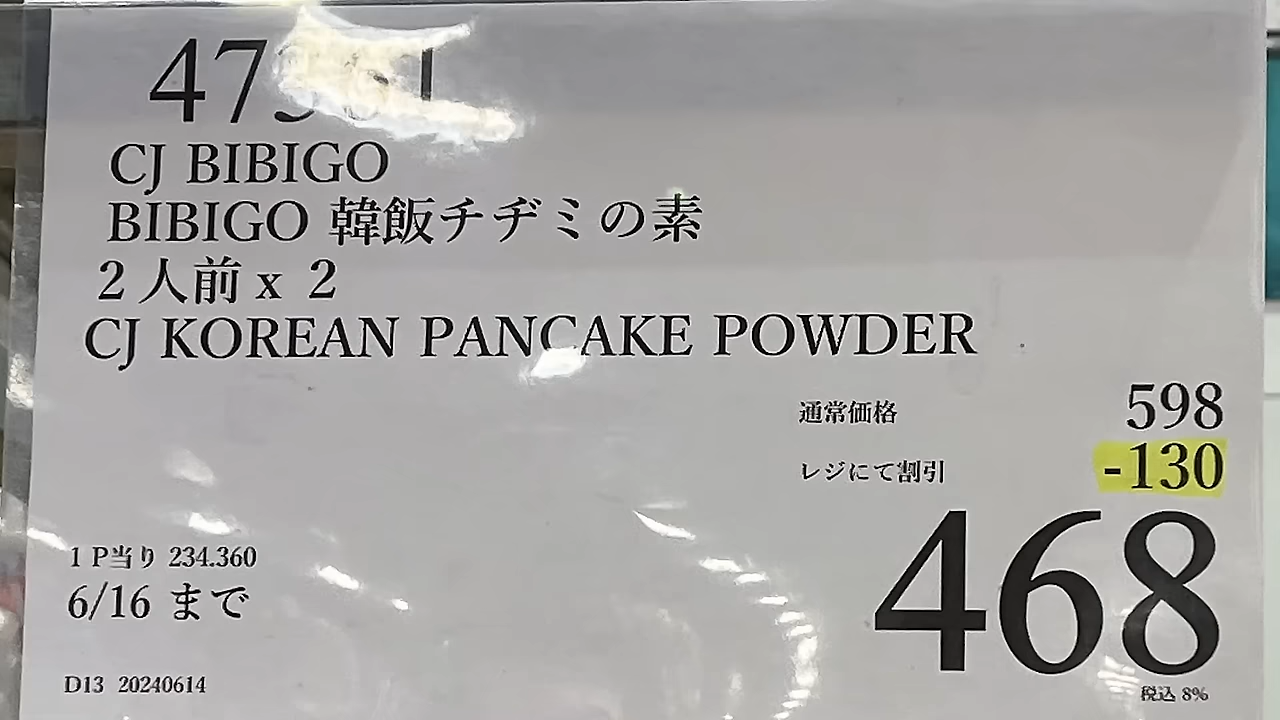 CJ BIBIGO
BIBIGO 韓飯チヂミの素
2人前 x 2
CJ KOREAN PANCAKE POWDER
通常価格 598
レジにて割引 -130
468
税込 8%
1 P当り 234.360
6/16 まで
D13 20240614